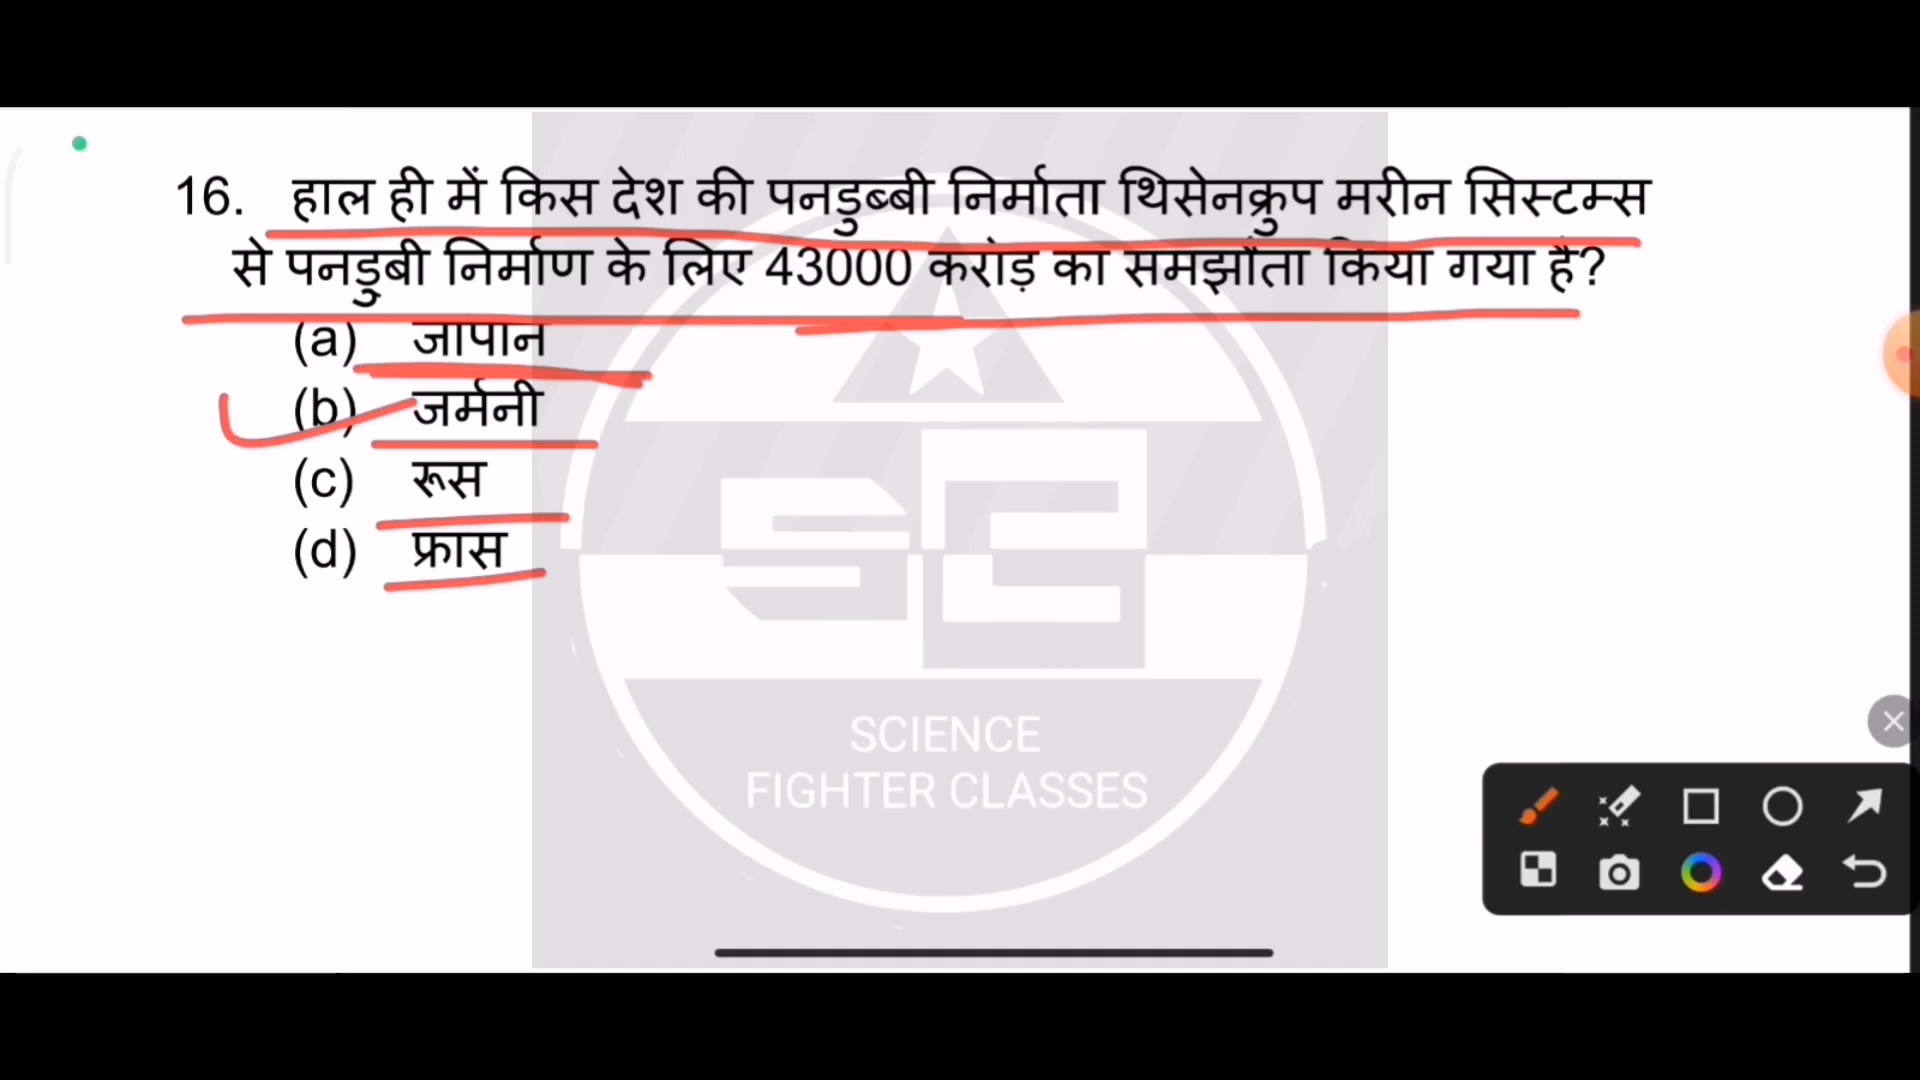 16. हाल ही में किस देश की पनडुब्बी निर्माता थिसेनक्रुप मरीन सिस्टम्स
से पनडुबी निर्माण के लिए 43000 करोड़ का समझौता किया गया है?
(a) जापान
(b) जर्मनी
(c) रूस
(d) फ्रास
SCIENCE
FIGHTER CLASSES